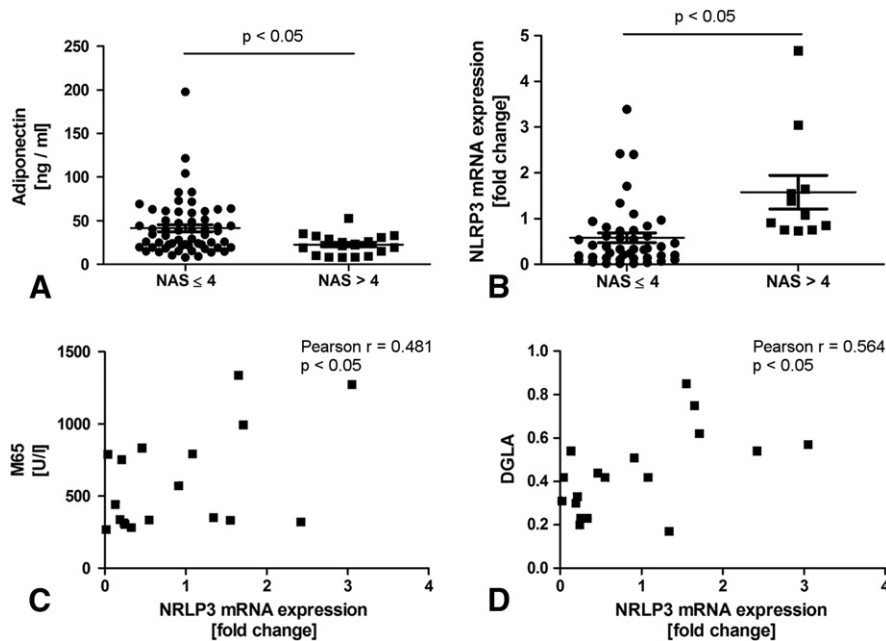 p < 0.05
250
200
150
100
50
0
Adiponectin
[ng / ml]
NAS ≤ 4
NAS > 4
A
p < 0.05
5
4
3
2
1
0
NLRP3 mRNA expression
[fold change]
NAS ≤ 4
NAS > 4
B
Pearson r = 0.481
p < 0.05
1500
1000
500
0
M65
[U/l]
0 1 2 3 4
NRLP3 mRNA expression
[fold change]
C
Pearson r = 0.564
p < 0.05
1.0
0.8
0.6
0.4
0.2
0.0
DGLA
0 1 2 3 4
NRLP3 mRNA expression
[fold change]
D